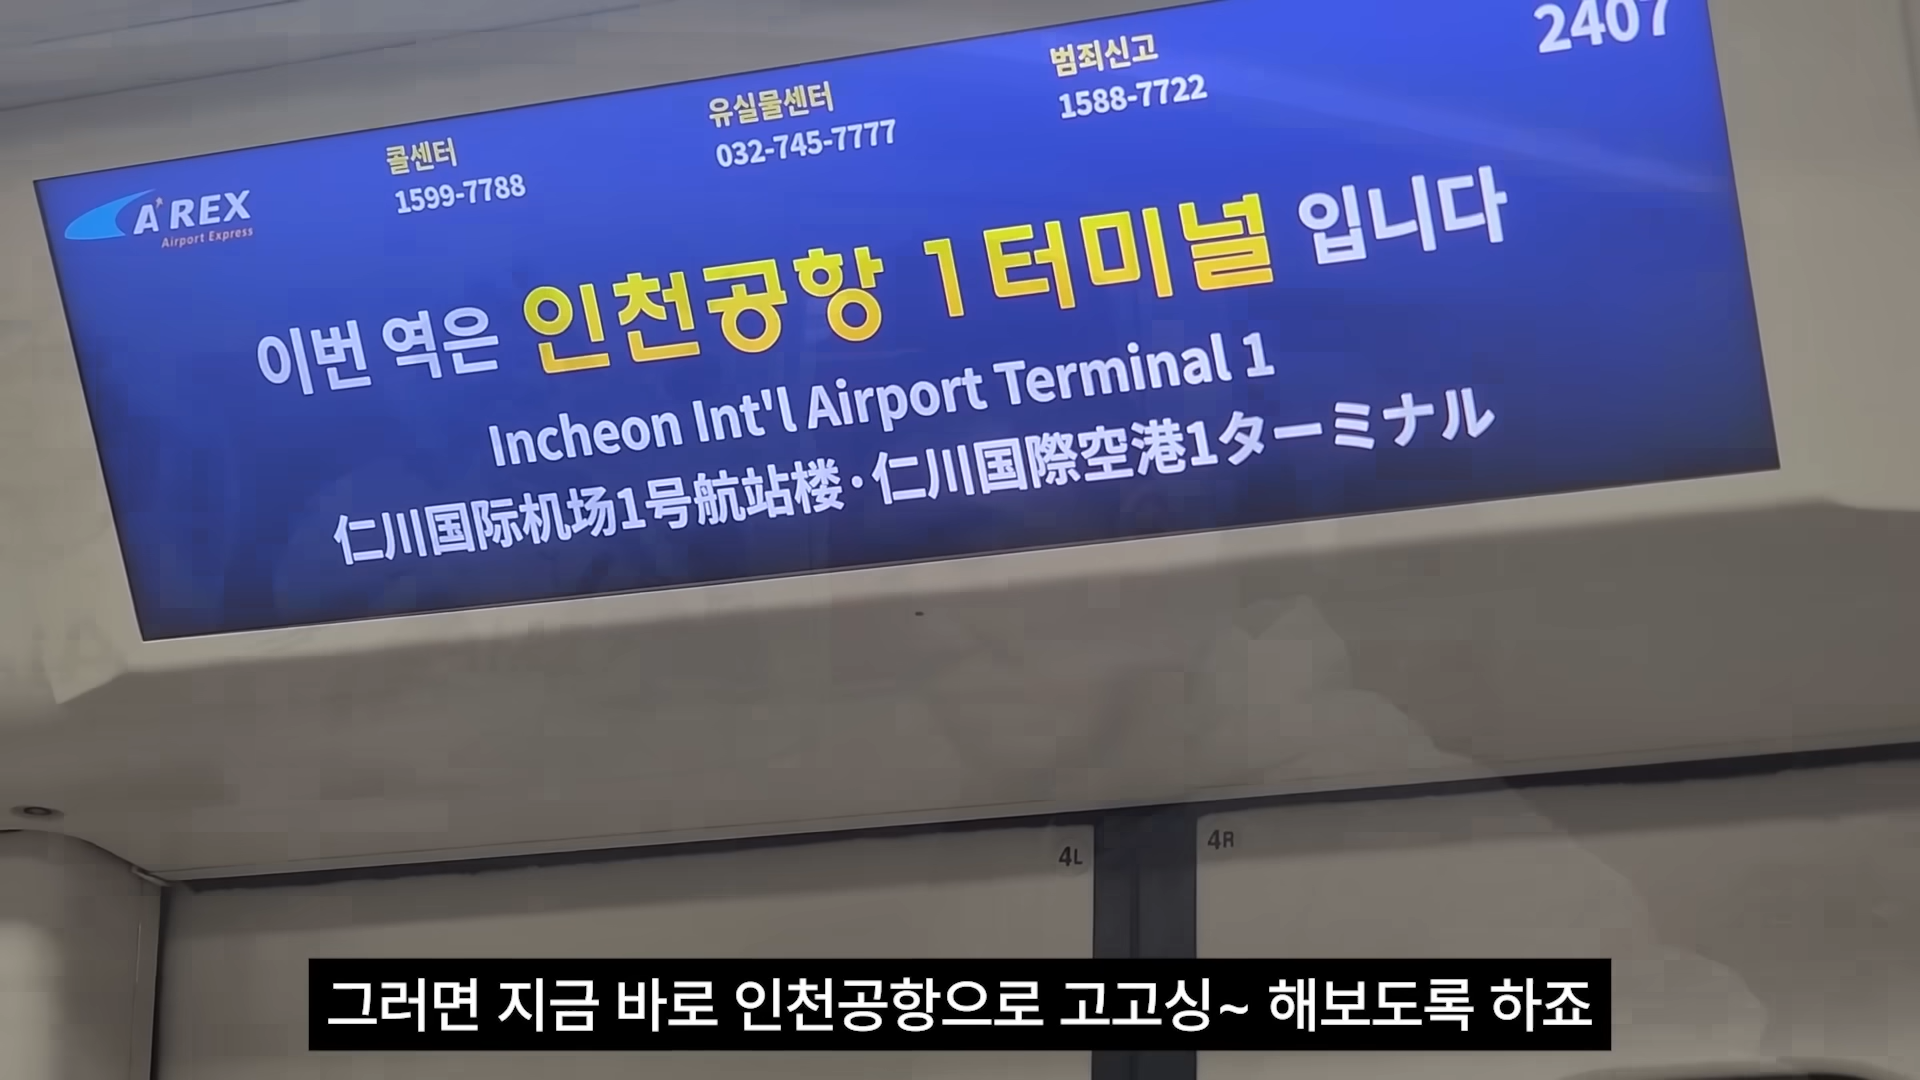 2407
범죄신고
1588-7722
유실물센터
032-745-7777
콜센터
1599-7788
A'REX
Airport Express
이번 역은 인천공항 1터미널 입니다
Incheon Int'l Airport Terminal 1
仁川国际机场1号航站楼·仁川国際空港1ターミナル
4L
4R
그러면 지금 바로 인천공항으로 고고싱~ 해보도록 하죠